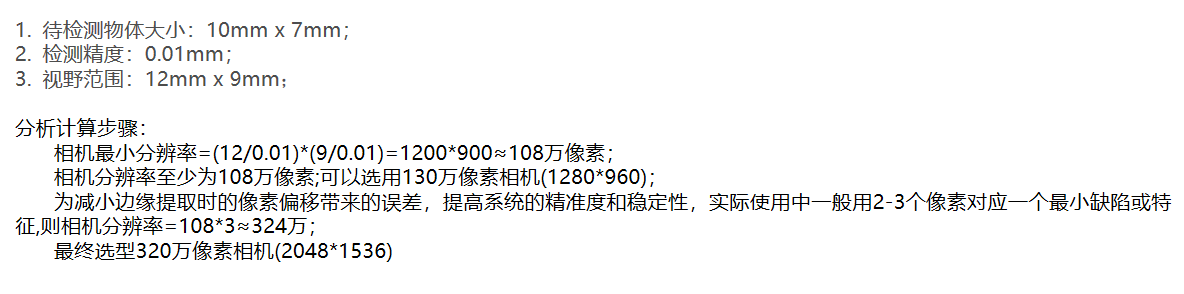 1. 待检测物体大小：10mm x 7mm；
2. 检测精度：0.01mm；
3. 视野范围：12mm x 9mm；
分析计算步骤：
相机最小分辨率=(12/0.01)*(9/0.01)=1200*900≈108万像素；
相机分辨率至少为108万像素;可以选用130万像素相机(1280*960)；
为减小边缘提取时的像素偏移带来的误差，提高系统的精准度和稳定性，实际使用中一般用2-3个像素对应一个最小缺陷或特
征,则相机分辨率=108*3≈324万；
最终选型320万像素相机(2048*1536)